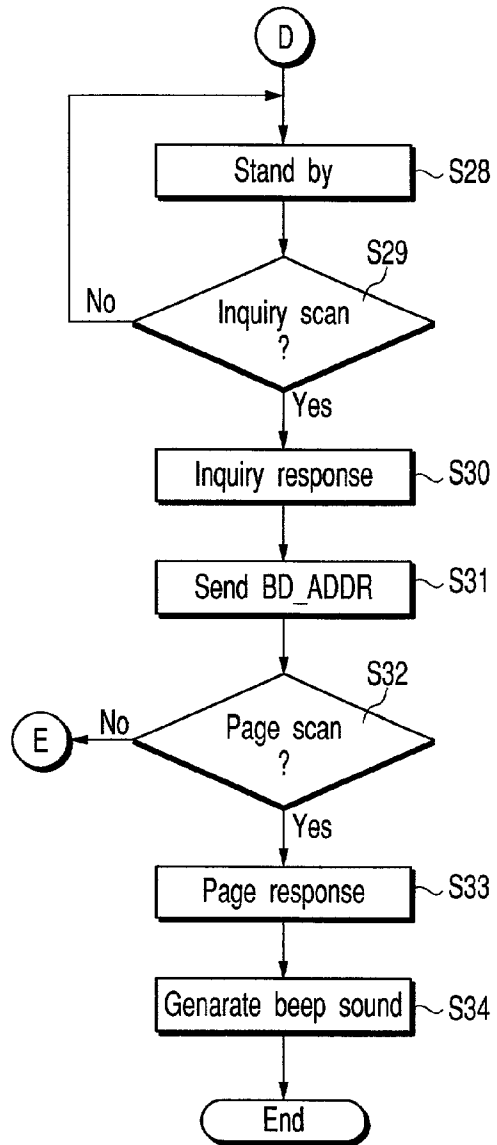 D
Stand by
S28
S29
No
Inquiry scan
?
Yes
Inquiry response
S30
Send BD_ADDR
S31
S32
E
No
Page scan
?
Yes
Page response
S33
Genarate beep sound
S34
End